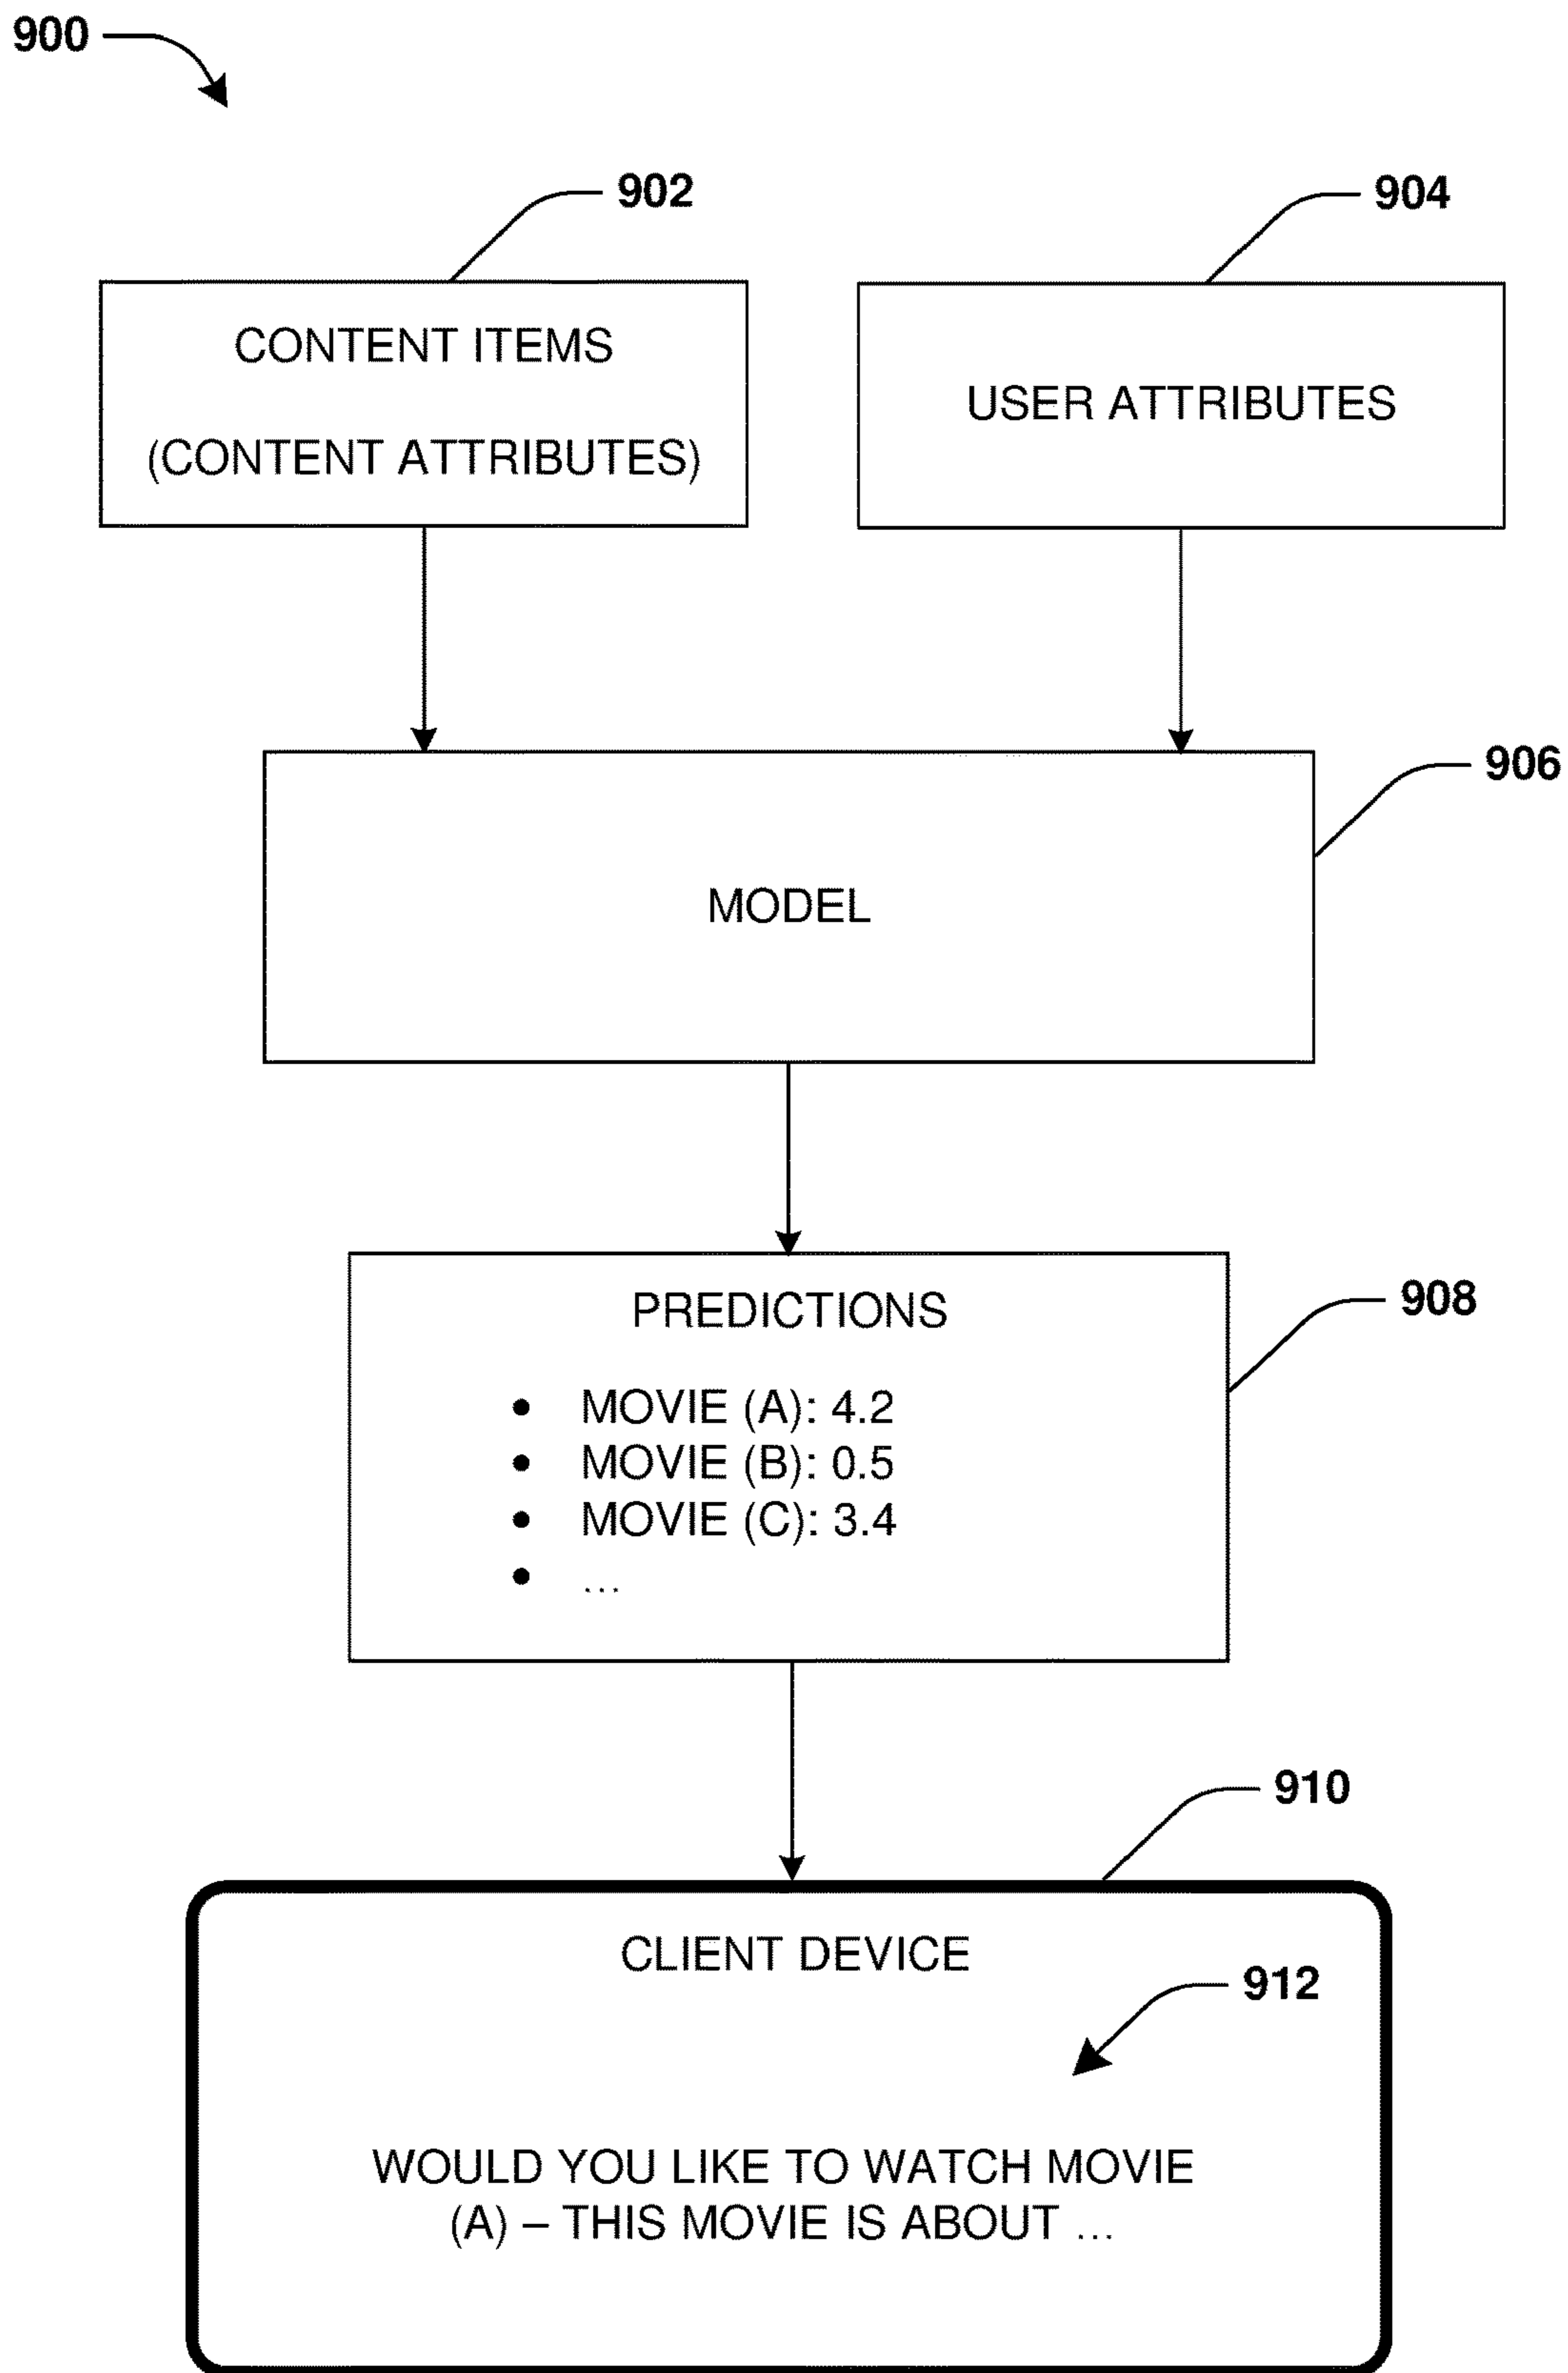 900
902
904
CONTENT ITEMS
(CONTENT ATTRIBUTES)
USER ATTRIBUTES
906
MODEL
908
PREDICTIONS
• MOVIE (A): 4.2
• MOVIE (B): 0.5
• MOVIE (C): 3.4
• ...
910
CLIENT DEVICE
912
WOULD YOU LIKE TO WATCH MOVIE
(A) – THIS MOVIE IS ABOUT ...